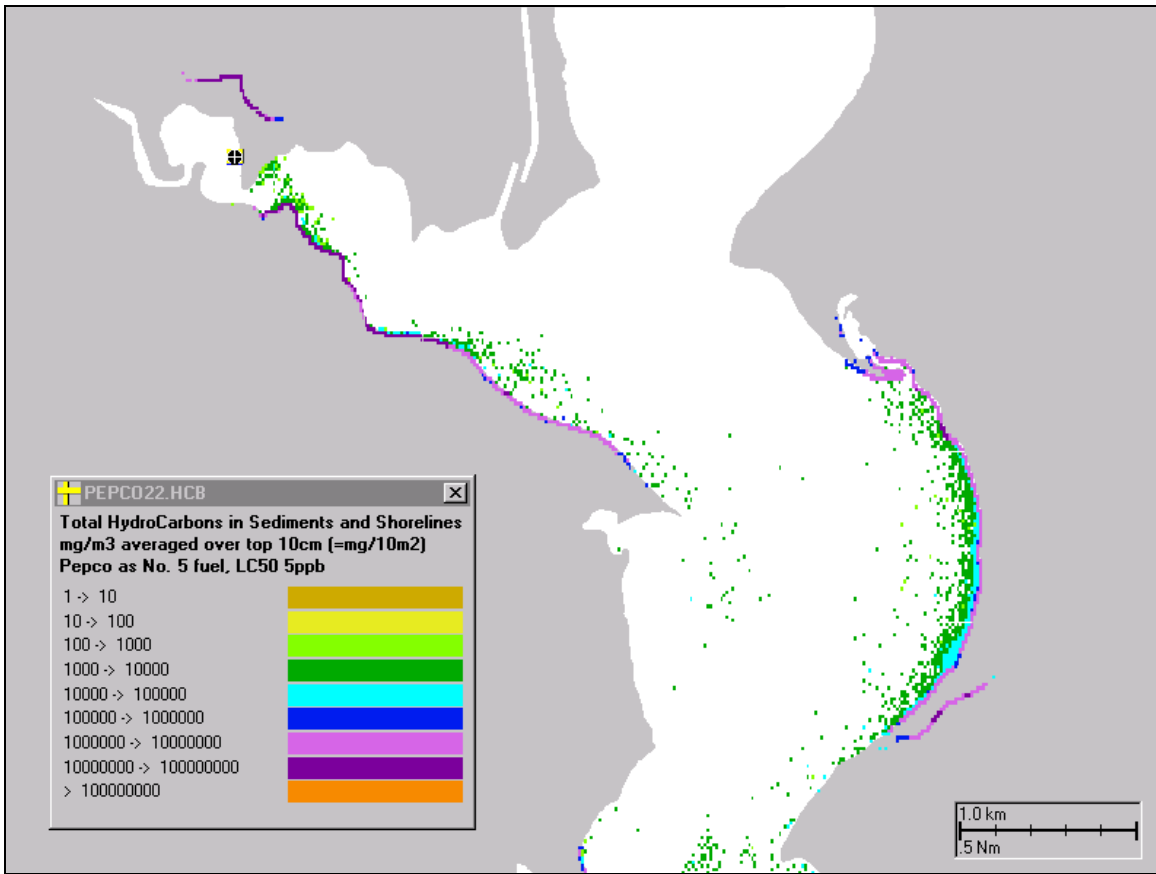 PEPCO22.HCB
Total HydroCarbons in Sediments and Shorelines
mg/m3 averaged over top 10cm (=mg/10m2)
Pepco as No. 5 fuel, LC50 5ppb
1 -> 10
10 -> 100
100 -> 1000
1000 -> 10000
10000 -> 100000
100000 -> 1000000
1000000 -> 10000000
10000000 -> 100000000
> 100000000
1.0 km
.5 Nm